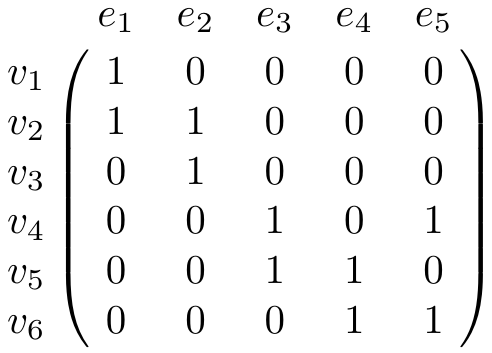 e₁ e₂ e₃ e₄ e₅
v₁ 1 0 0 0 0
v₂ 1 1 0 0 0
v₃ 0 1 0 0 0
v₄ 0 0 1 0 1
v₅ 0 0 1 1 0
v₆ 0 0 0 1 1